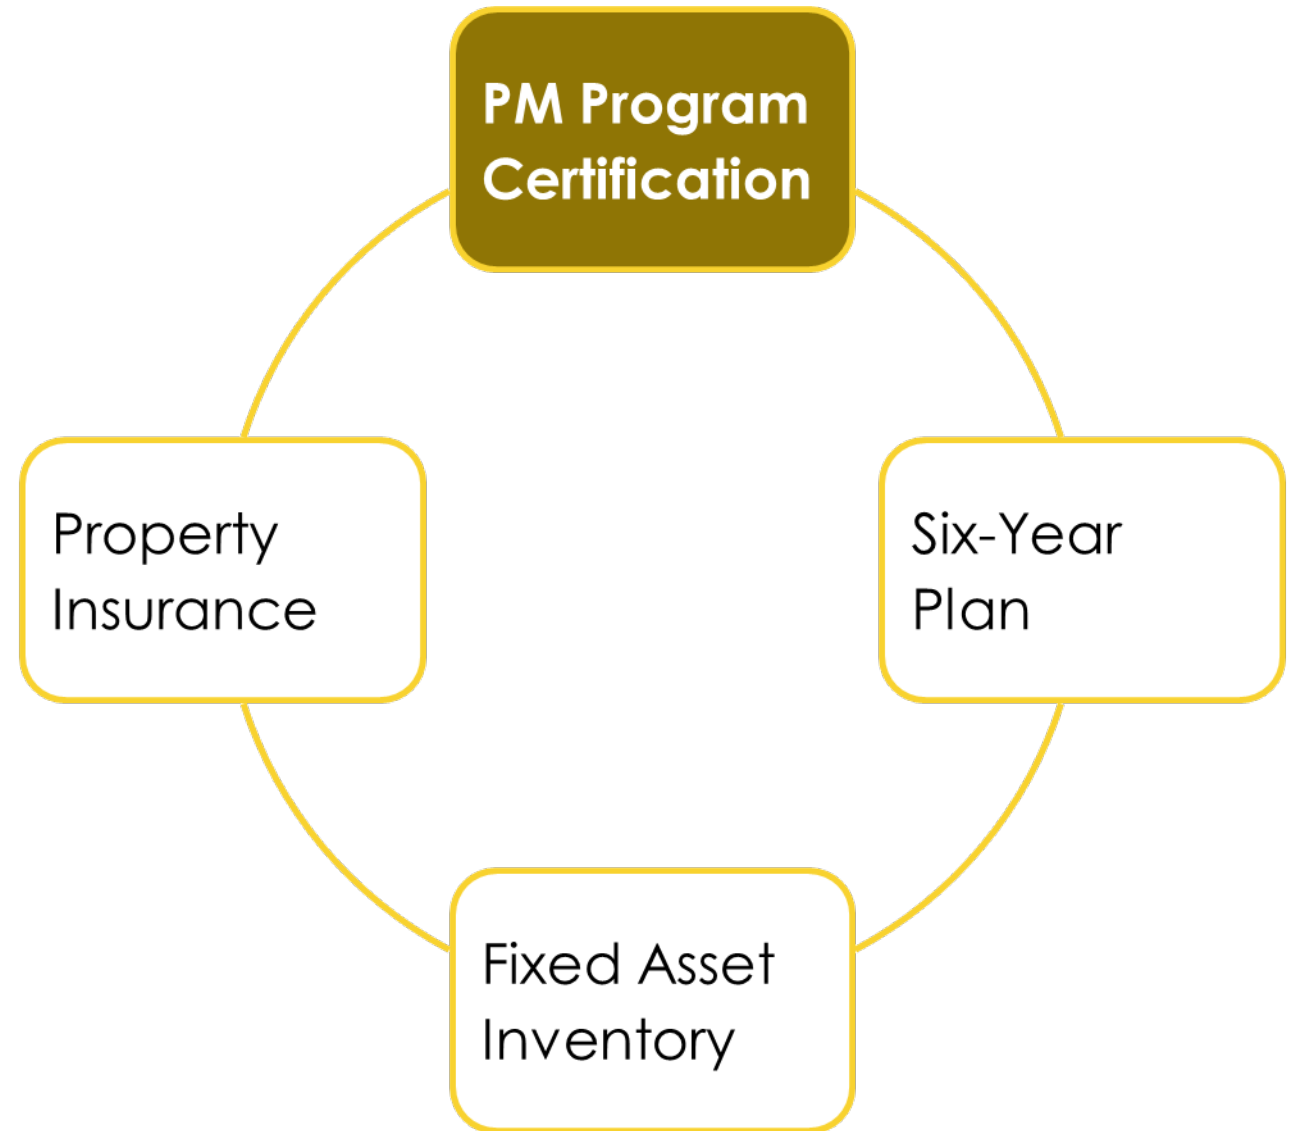 PM Program
Certification
Property
Insurance
Six-Year
Plan
Fixed Asset
Inventory